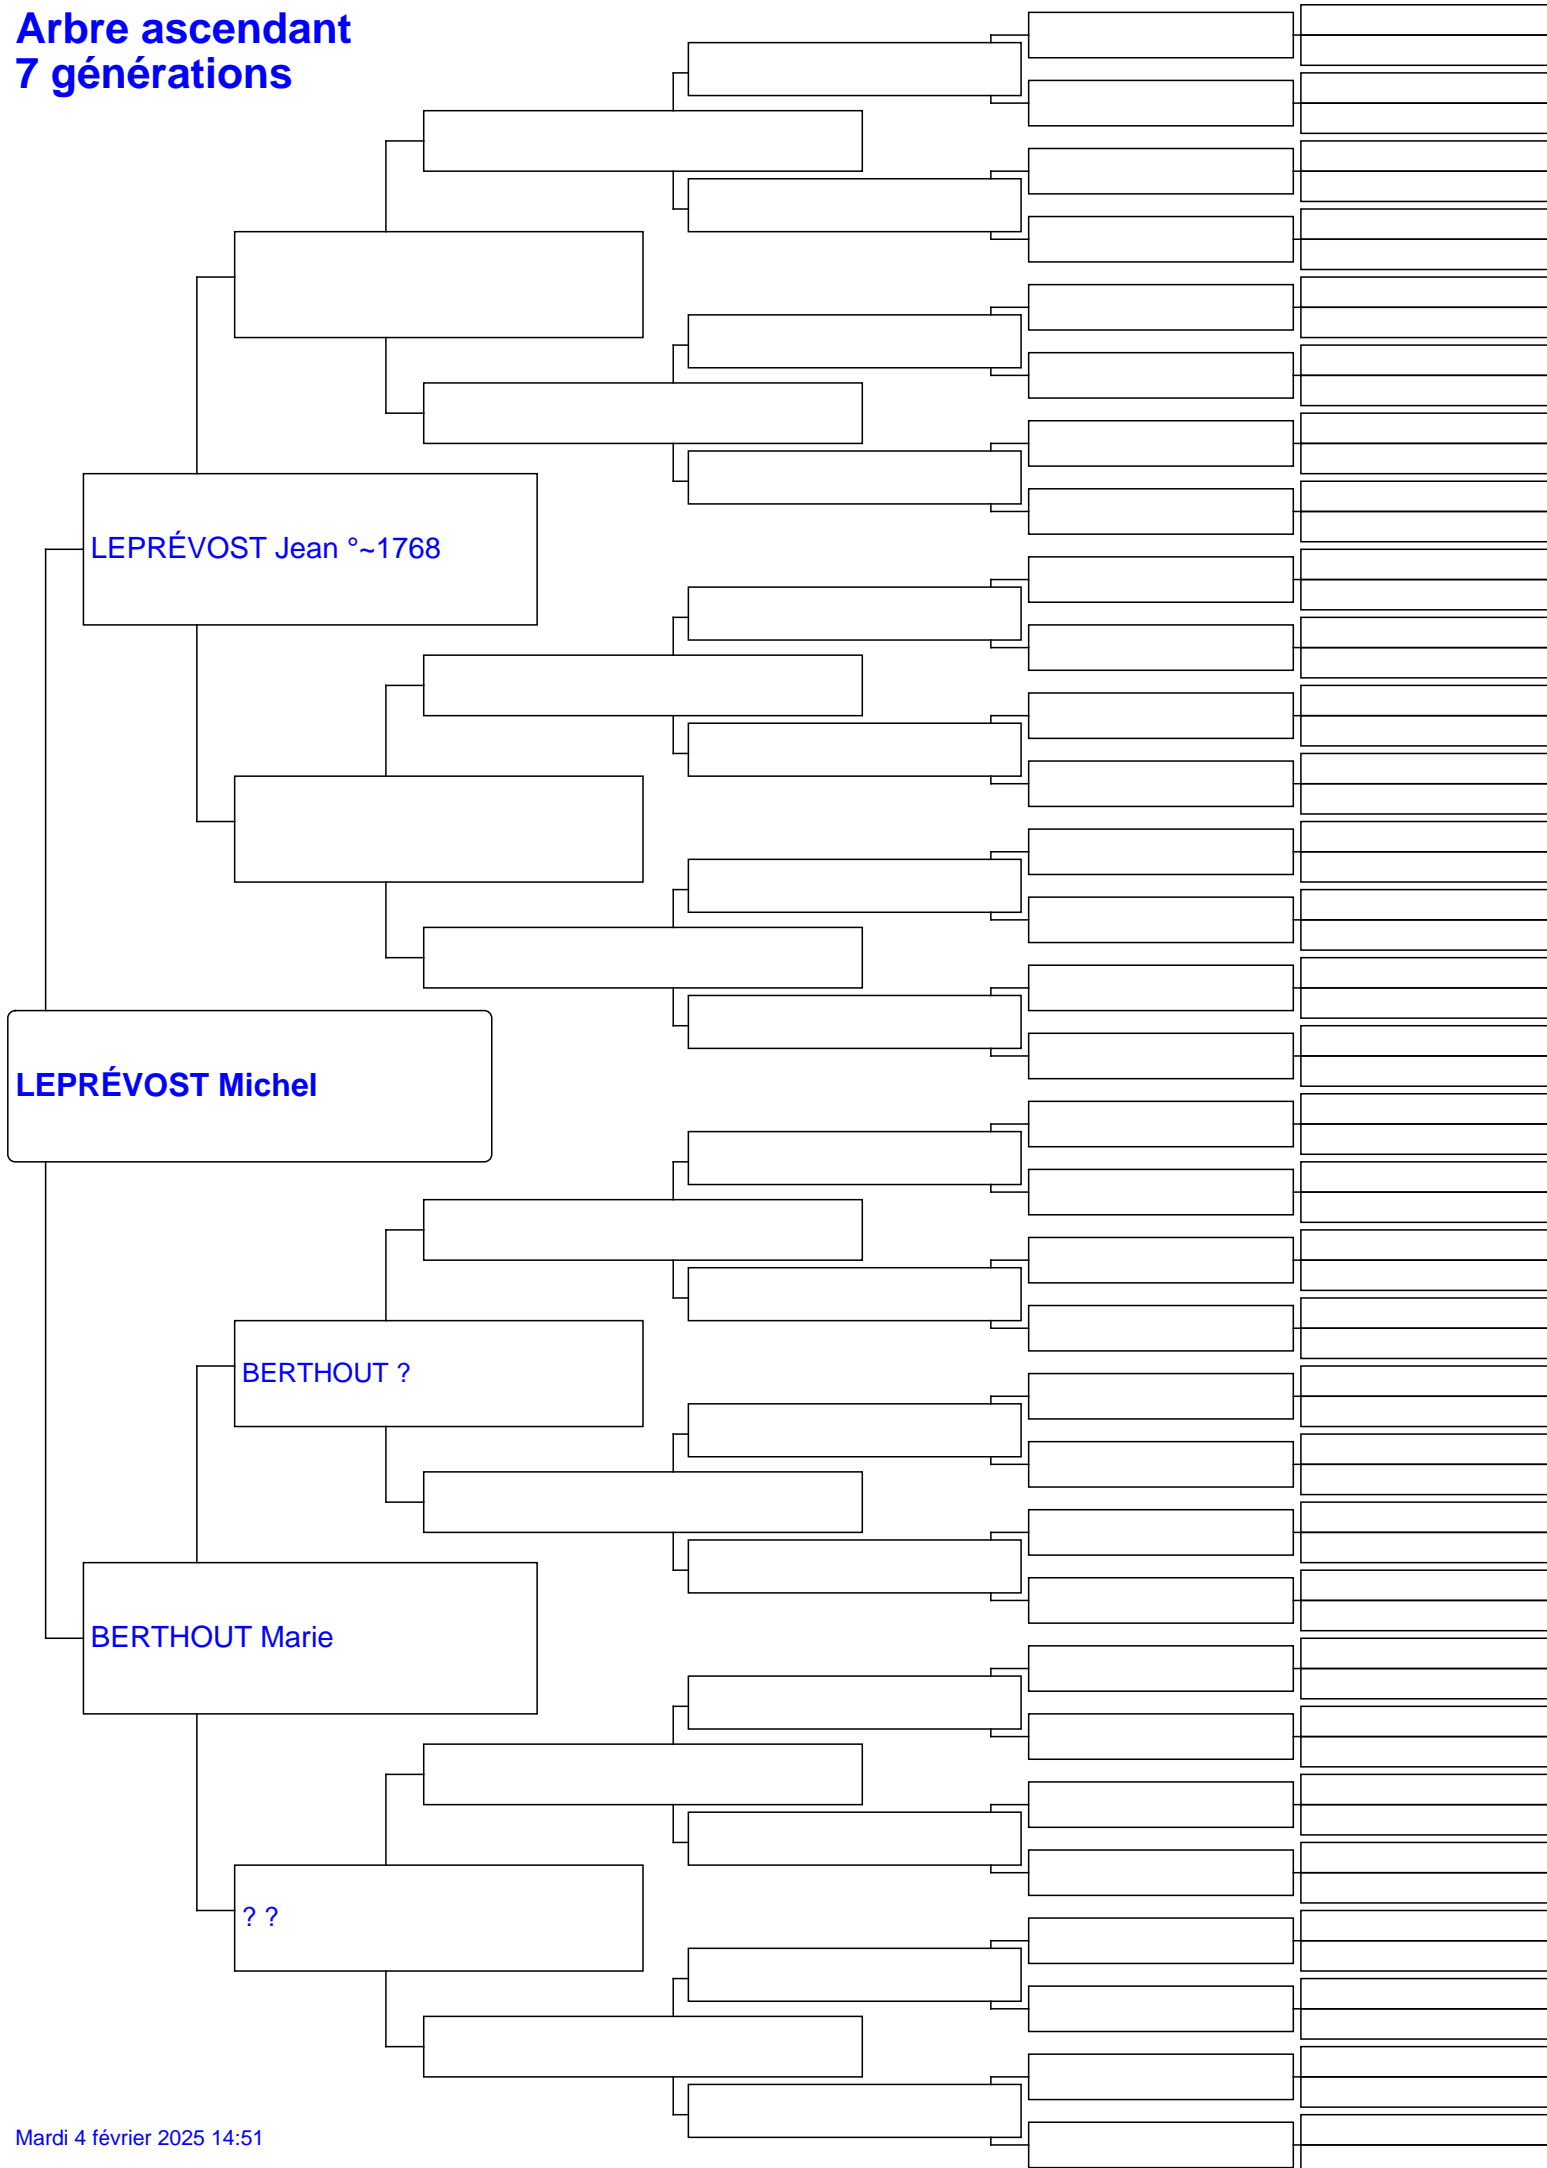 Arbre ascendant
7 générations
LEPRÉVOST Jean °~1768
LEPRÉVOST Michel
BERTHOUT ?
BERTHOUT Marie
? ?
Mardi 4 février 2025 14:51